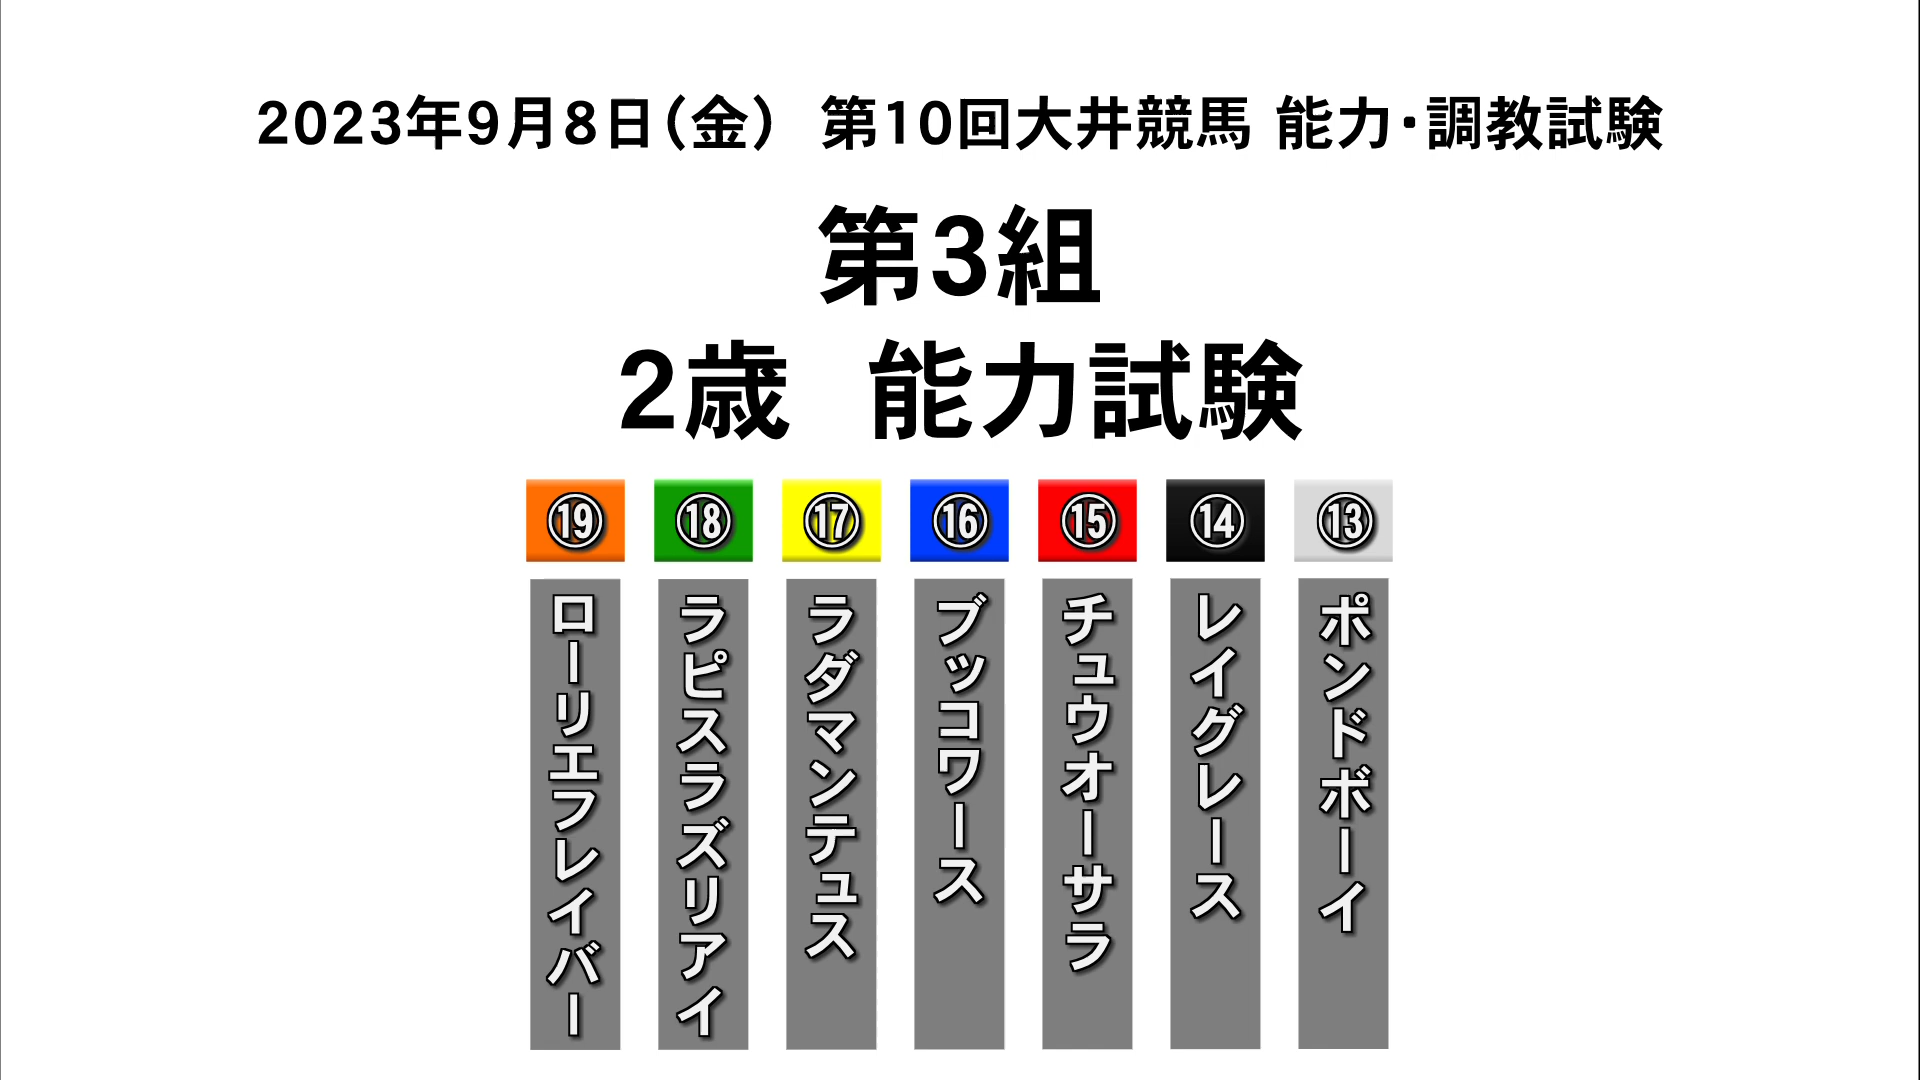 2023年9月8日（金）　第10回大井競馬 能力・調教試験
第3組
2歳　能力試験
⑬
ポンドボーイ
⑭
レイグレース
⑮
チュウオーサラ
⑯
ブッコワース
⑰
ラダマンテュス
⑱
ラピスラズリアイ
⑲
ローリエフレイバー